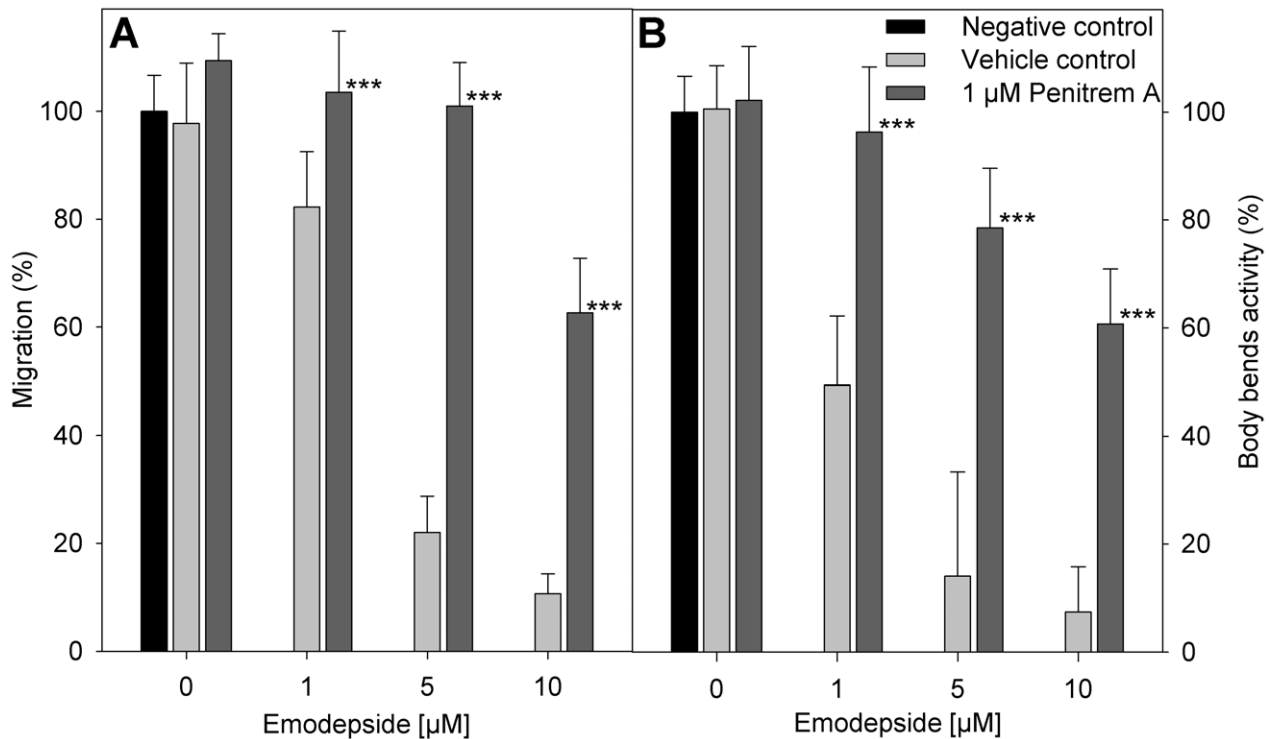 A
B
Negative control
Vehicle control
1 µM Penitrem A
***
***
***
***
***
***
100
80
60
40
20
0
Migration (%)
100
80
60
40
20
0
Body bends activity (%)
0 1 5 10
Emodepside [µM]
0 1 5 10
Emodepside [µM]